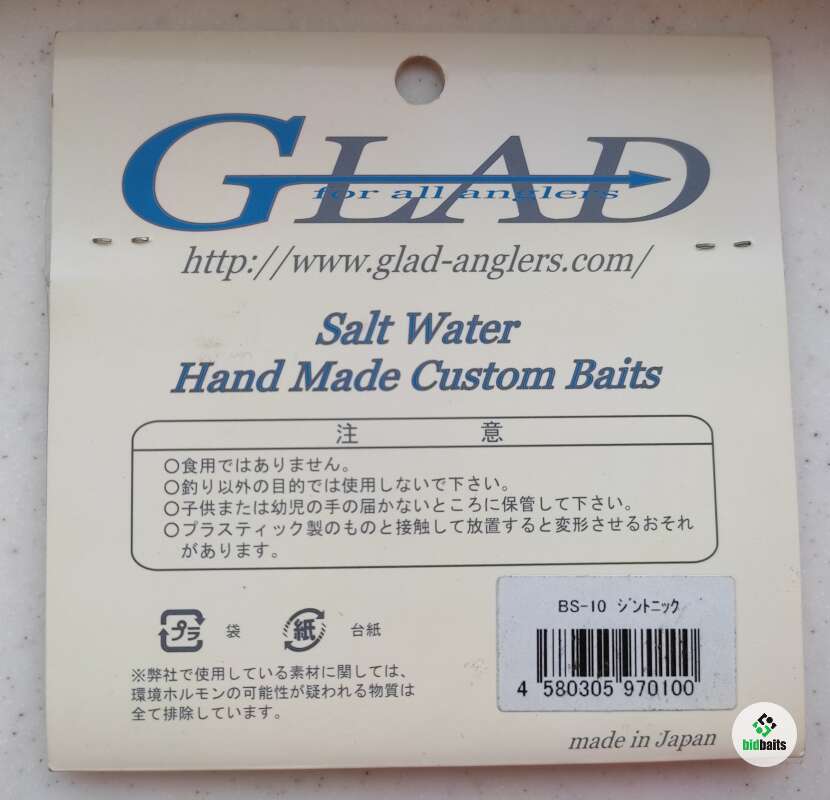 GLAD
for all anglers
http://www.glad-anglers.com/
Salt Water
Hand Made Custom Baits
注 意
○食用ではありません。
○釣り以外の目的では使用しないで下さい。
○子供または幼児の手の届かないところに保管して下さい。
○プラスティック製のものと接触して放置すると変形させるおそれ
があります。
プラ 袋 紙 台紙
※弊社で使用している素材に関しては、
環境ホルモンの可能性が疑われる物質は
全て排除しています。
BS-10 ジントニック
4 580305 970100
made in Japan
bidbaits